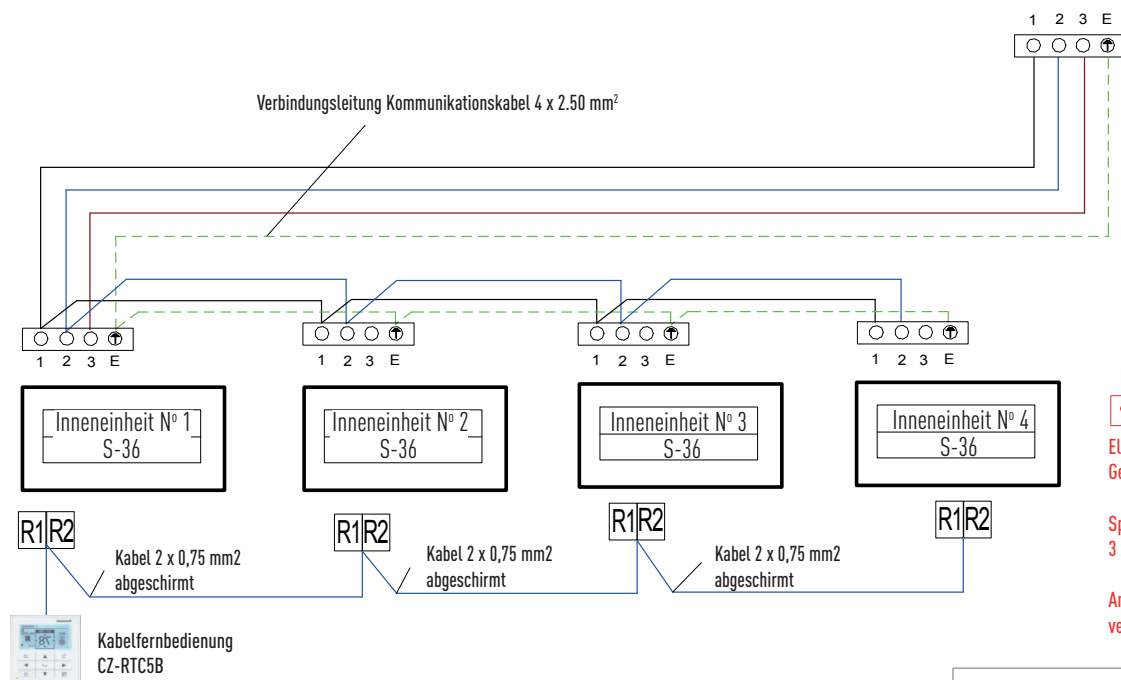 1 2 3 E
Verbindungsleitung Kommunikationskabel 4 x 2.50 mm²
1 2 3 E
1 2 3 E
1 2 3 E
1 2 3 E
Inneneinheit Nº 1
S-36
Inneneinheit Nº 2
S-36
Inneneinheit Nº 3
S-36
Inneneinheit Nº 4
S-36
R1 R2
R1 R2
R1 R2
R1 R2
Kabel 2 x 0,75 mm2
abgeschirmt
Kabel 2 x 0,75 mm2
abgeschirmt
Kabel 2 x 0,75 mm2
abgeschirmt
Kabelfernbedienung
CZ-RTC5B
3